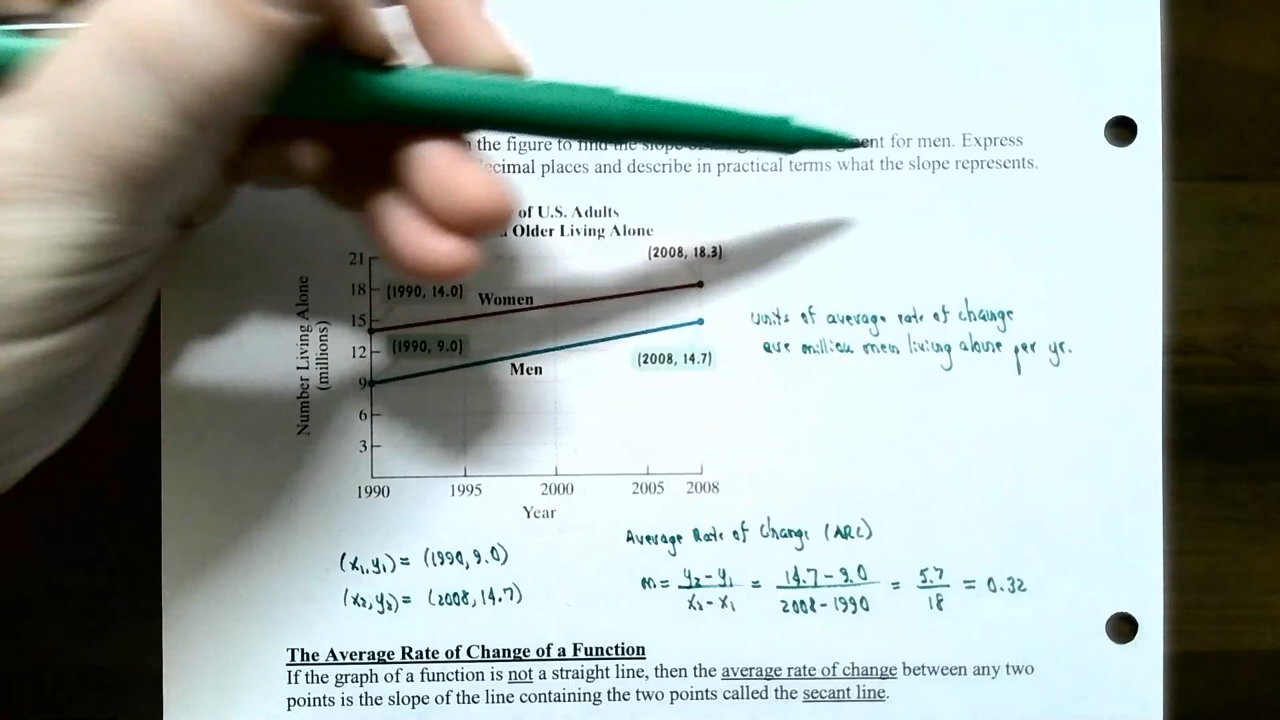 the figure to find the slope for men. Express
decimal places and describe in practical terms what the slope represents.
of U.S. Adults
Older Living Alone
Number Living Alone
(millions)
21
18
15
12
9
6
3
(1990, 14.0)
Women
(2008, 18.3)
(1990, 9.0)
Men
(2008, 14.7)
1990 1995 2000 2005 2008
Year
units of average rate of change
are million men living alone per yr.
Average Rate of Change (ARC)
(x₁,y₁) = (1990, 9.0)
(x₂,y₂) = (2008, 14.7)
m = y₂-y₁ / x₂-x₁ = 14.7-9.0 / 2008-1990 = 5.7 / 18 = 0.32
The Average Rate of Change of a Function
If the graph of a function is not a straight line, then the average rate of change between any two
points is the slope of the line containing the two points called the secant line.